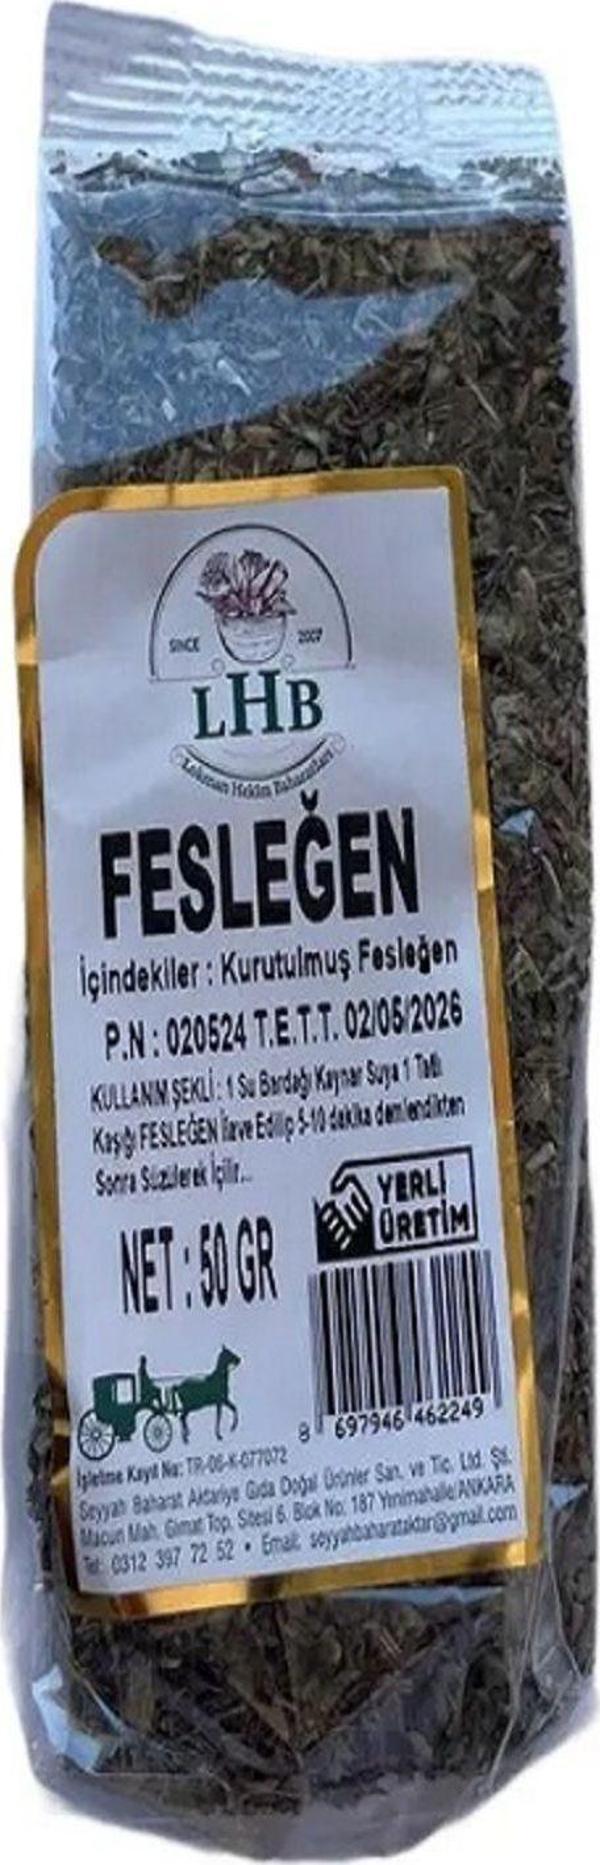 SINCE 2007
LHB
Lokman Hekim Baharatları
FESLEĞEN
İçindekiler : Kurutulmuş Fesleğen
P.N : 020524 T.E.T.T. 02/05/2026
KULLANIM ŞEKLİ : 1 Su Bardağı Kaynar Suya 1 Tatlı
Kaşığı FESLEĞEN İlave Edilip 5-10 dakika demlendikten
Sonra Süzülerek İçilir...
YERLİ
ÜRETİM
NET : 50 GR
8 697946 462249
İşletme Kayıt No: TR-06-K-077072
Seyyah Baharat Aktariye Gıda Doğal Ürünler San. ve Tic. Ltd. Şti.
Macun Mah. Gimat Top. Sitesi 6. Blok No: 187 Yenimahalle/ANKARA
Tel: 0312 397 72 52 • Email: seyyahbaharataktar@gmail.com